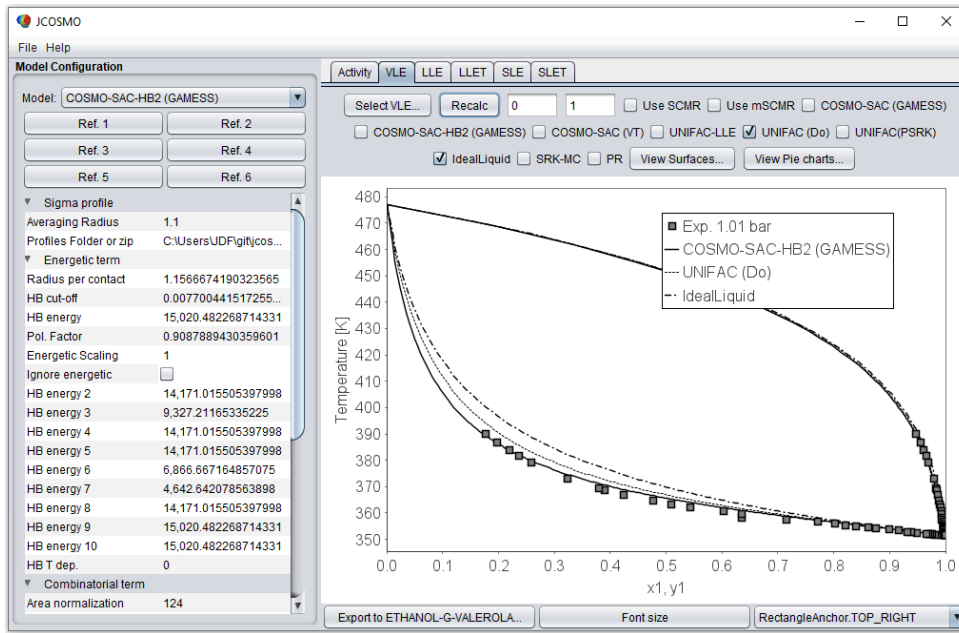 JCOSMO
File Help
Model Configuration
Model: COSMO-SAC-HB2 (GAMESS)
Ref. 1 Ref. 2
Ref. 3 Ref. 4
Ref. 5 Ref. 6
Sigma profile
Averaging Radius 1.1
Profiles Folder or zip C:\Users\JDF\git\jcos...
Energetic term
Radius per contact 1.1566674190323565
HB cut-off 0.007700441517255...
HB energy 15,020.482268714331
Pol. Factor 0.9087889430359601
Energetic Scaling 1
Ignore energetic
HB energy 2 14,171.015505397998
HB energy 3 9,327.21165335225
HB energy 4 14,171.015505397998
HB energy 5 14,171.015505397998
HB energy 6 6,866.667164857075
HB energy 7 4,642.642078563898
HB energy 8 14,171.015505397998
HB energy 9 15,020.482268714331
HB energy 10 15,020.482268714331
HB T dep. 0
Combinatorial term
Area normalization 124
Activity VLE LLE LLET SLE SLET
Select VLE... Recalc 0 1 Use SCMR Use mSCMR COSMO-SAC (GAMESS)
COSMO-SAC-HB2 (GAMESS) COSMO-SAC (VT) UNIFAC-LLE UNIFAC (Do) UNIFAC(PSRK)
IdealLiquid SRK-MC PR View Surfaces... View Pie charts...
Exp. 1.01 bar
COSMO-SAC-HB2 (GAMESS)
UNIFAC (Do)
IdealLiquid
Temperature [K]
480
470
460
450
440
430
420
410
400
390
380
370
360
350
0.0 0.1 0.2 0.3 0.4 0.5 0.6 0.7 0.8 0.9 1.0
x1, y1
Export to ETHANOL-G-VALEROLA... Font size RectangleAnchor.TOP_RIGHT